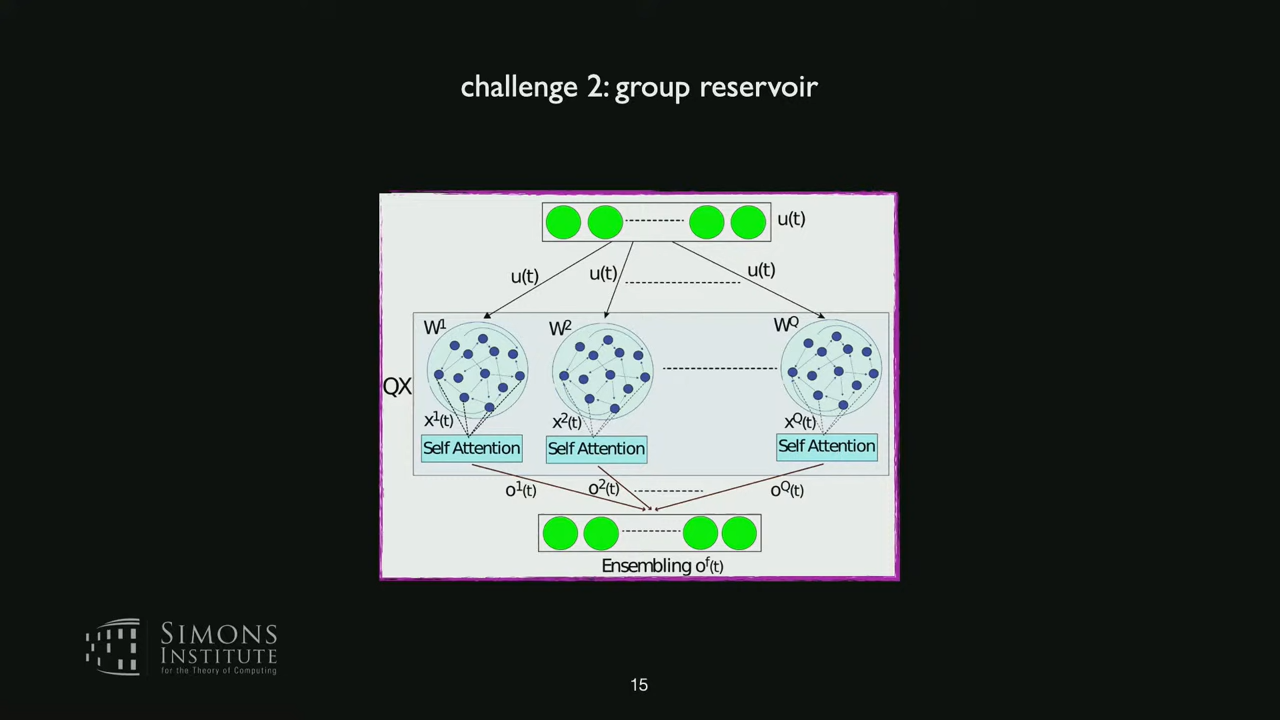 challenge 2: group reservoir
u(t)
u(t)
u(t)
u(t)
W1
W2
WQ
QX
x1(t)
x2(t)
xQ(t)
Self Attention
Self Attention
Self Attention
o1(t)
o2(t)
oQ(t)
Ensembling of(t)
SIMONS
INSTITUTE
for the Theory of Computing
15